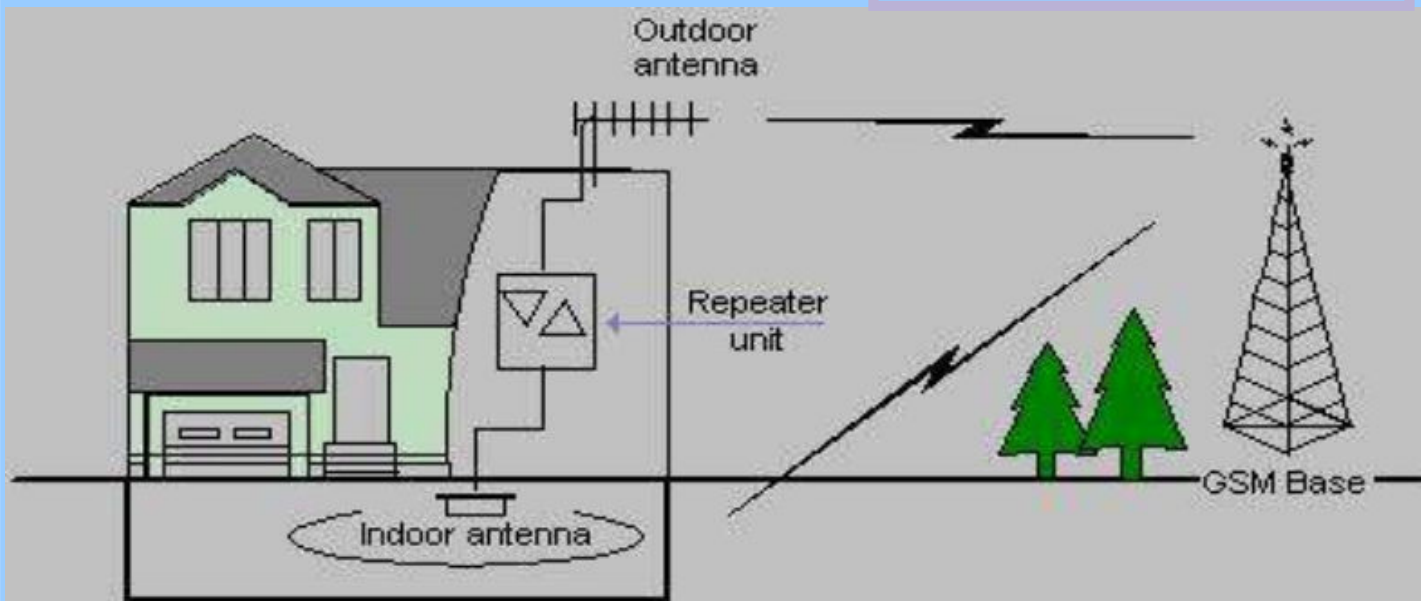 Outdoor
antenna
Repeater
unit
GSM Base
Indoor antenna